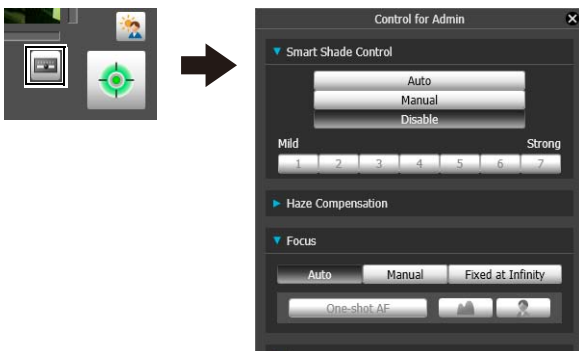 Control for Admin
Smart Shade Control
Auto
Manual
Disable
Mild Strong
1 2 3 4 5 6 7
Haze Compensation
Focus
Auto Manual Fixed at Infinity
One-shot AF